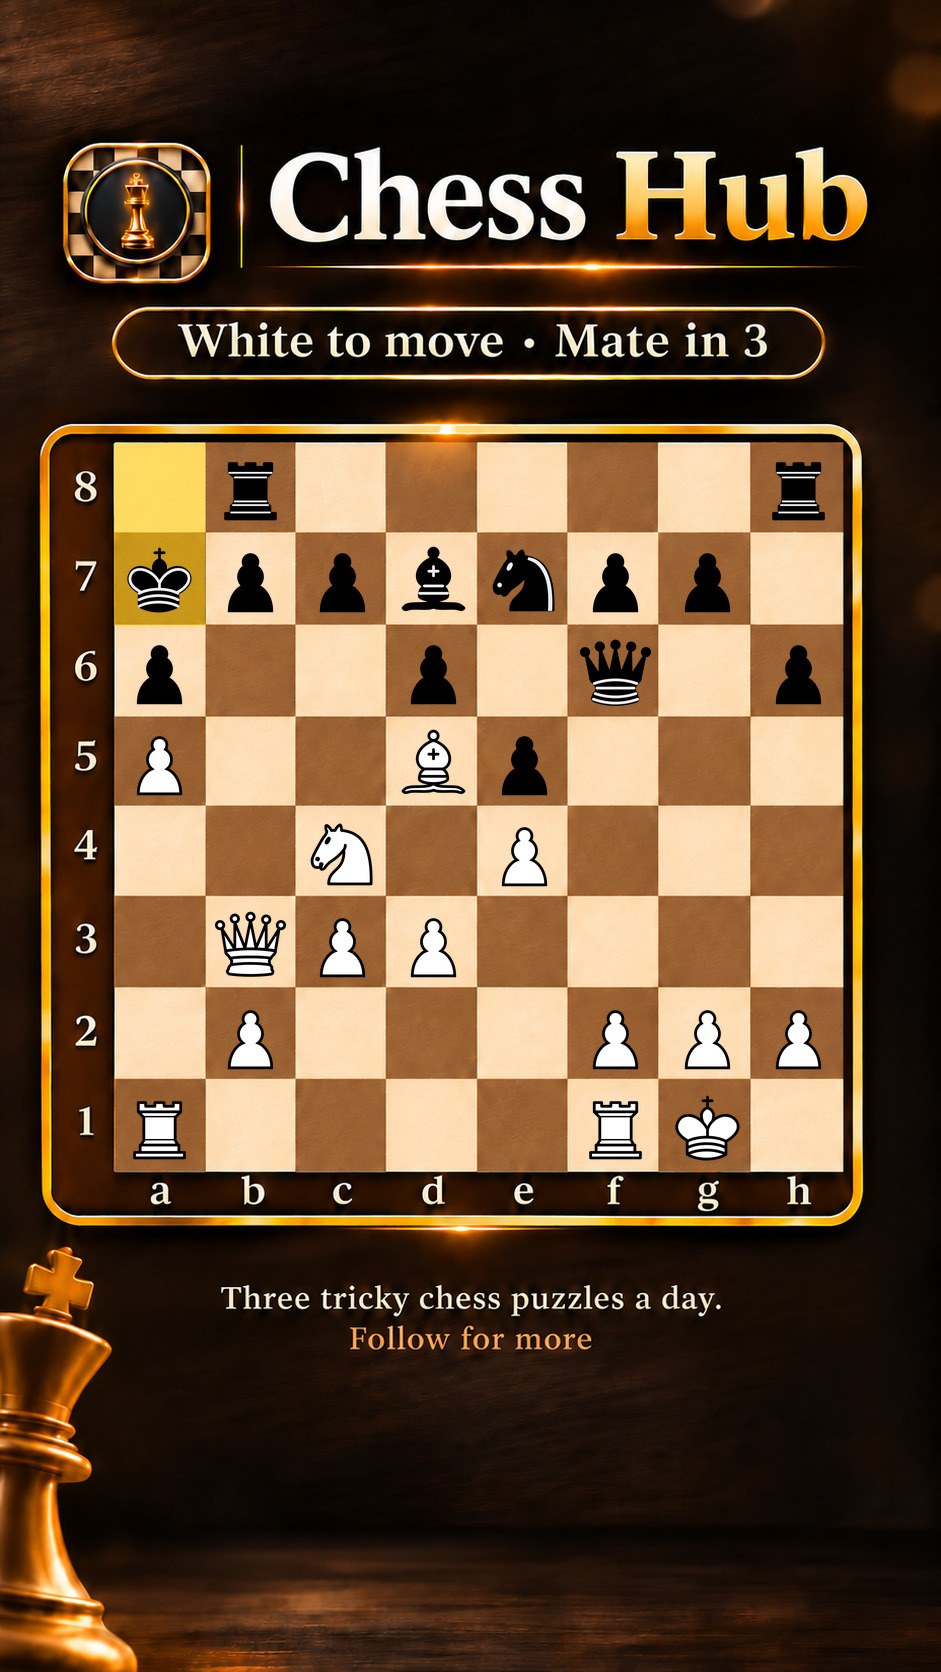 Chess Hub
White to move • Mate in 3
8
7
6
5
4
3
2
1
a b c d e f g h
Three tricky chess puzzles a day.
Follow for more